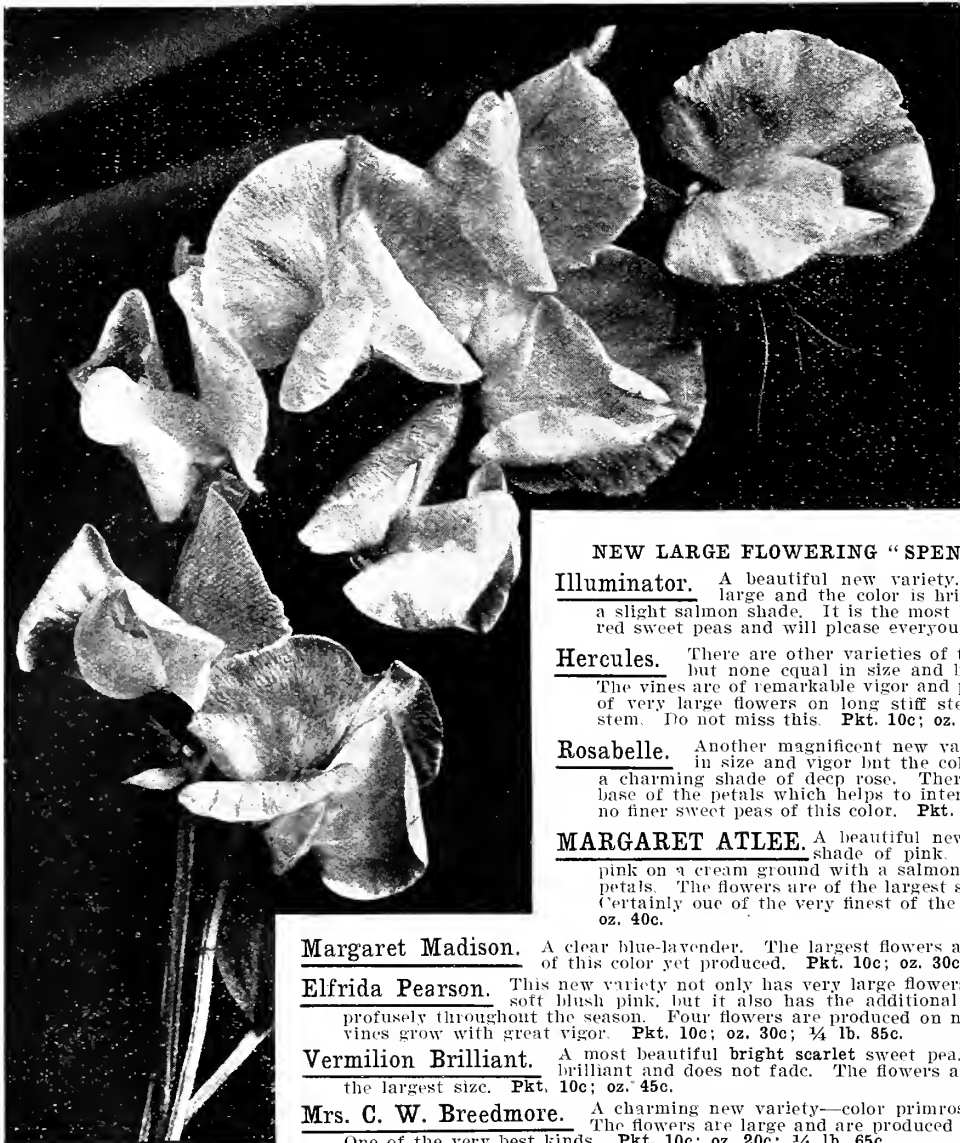 NEW LARGE FLOWERING "SPEN
Illuminator. A beautiful new variety.
large and the color is bri
a slight salmon shade. It is the most
red sweet peas and will please everyou
Hercules. There are other varieties of t
but none equal in size and l
The vines are of remarkable vigor and p
of very large flowers on long stiff ste
stem. Do not miss this. Pkt. 10c; oz.
Rosabelle. Another magnificent new va
in size and vigor but the col
a charming shade of deep rose. Ther
base of the petals which helps to inter
no finer sweet peas of this color. Pkt.
MARGARET ATLEE. A beautiful new
shade of pink.
pink on a cream ground with a salmon
petals. The flowers are of the largest s
Certainly one of the very finest of the
oz. 40c.
Margaret Madison. A clear blue-lavender. The largest flowers a
of this color yet produced. Pkt. 10c; oz. 30c
Elfrida Pearson. This new variety not only has very large flowers
soft blush pink, but it also has the additional
profusely throughout the season. Four flowers are produced on n
vines grow with great vigor. Pkt. 10c; oz. 30c; ¼ lb. 85c.
Vermilion Brilliant. A most beautiful bright scarlet sweet pea.
brilliant and does not fade. The flowers a
the largest size. Pkt. 10c; oz. 45c.
Mrs. C. W. Breedmore. A charming new variety—color primros
The flowers are large and are produced
One of the very best kinds. Pkt. 10c; oz. 20c; ¼ lb. 65c.